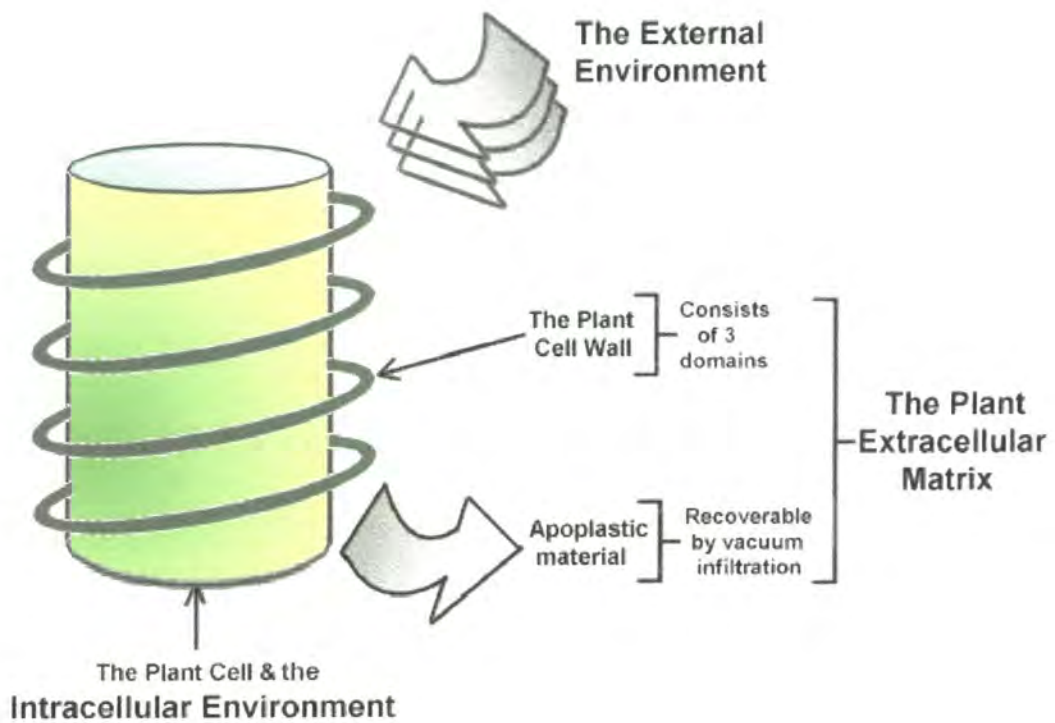 The External
Environment
The Plant
Cell Wall
Consists
of 3
domains
The Plant
Extracellular
Matrix
Apoplastic
material
Recoverable
by vacuum
infiltration
The Plant Cell & the
Intracellular Environment